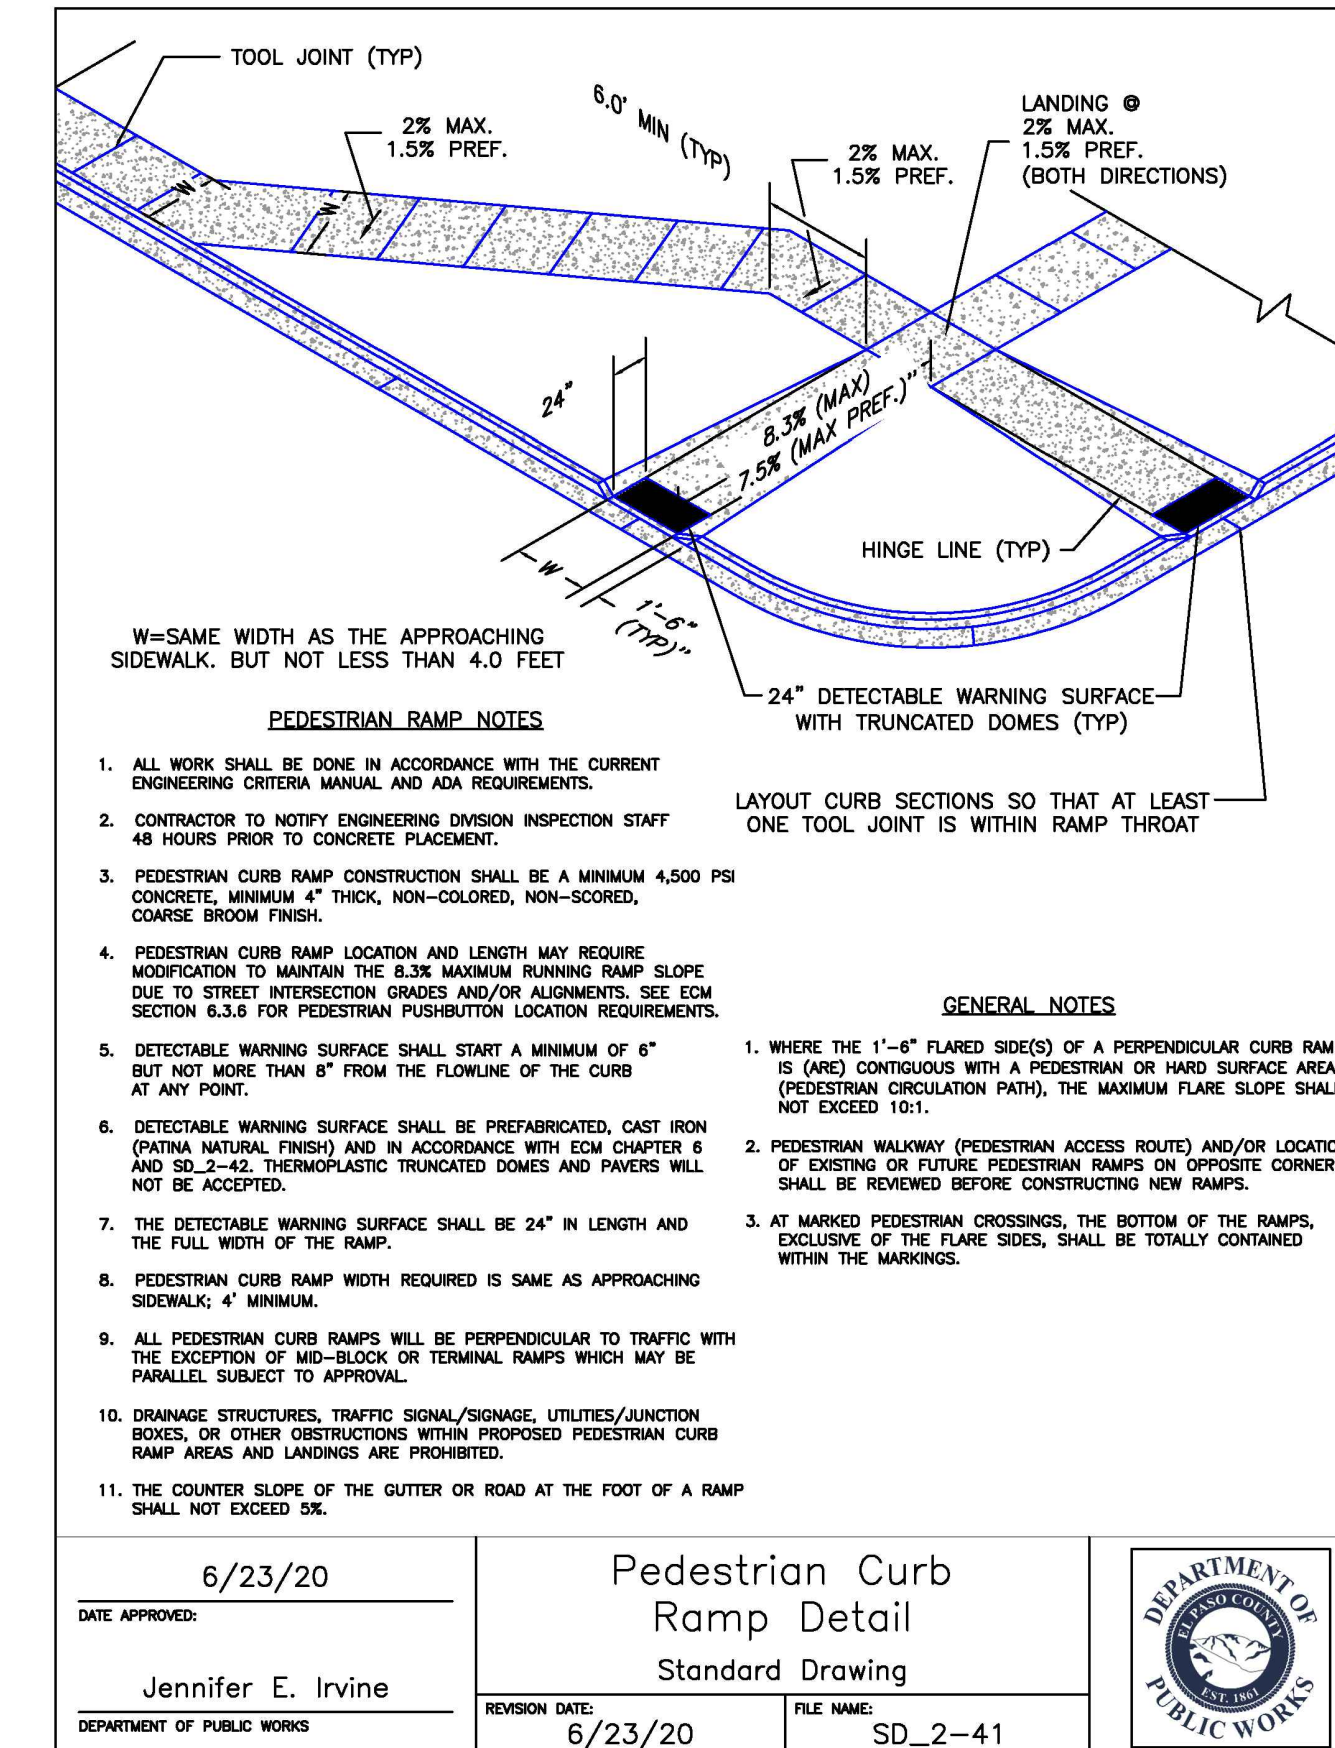 TOOL JOINT (TYP)
2% MAX.
1.5% PREF.
6.0' MIN (TYP)
2% MAX.
1.5% PREF.
LANDING @
2% MAX.
1.5% PREF.
(BOTH DIRECTIONS)
W
W
24"
8.3% (MAX)
7.5% (MAX PREF.)"
HINGE LINE (TYP)
W
1'-6"
(TYP)"
W=SAME WIDTH AS THE APPROACHING
SIDEWALK. BUT NOT LESS THAN 4.0 FEET
24" DETECTABLE WARNING SURFACE
WITH TRUNCATED DOMES (TYP)
LAYOUT CURB SECTIONS SO THAT AT LEAST
ONE TOOL JOINT IS WITHIN RAMP THROAT
PEDESTRIAN RAMP NOTES
1. ALL WORK SHALL BE DONE IN ACCORDANCE WITH THE CURRENT
ENGINEERING CRITERIA MANUAL AND ADA REQUIREMENTS.
2. CONTRACTOR TO NOTIFY ENGINEERING DIVISION INSPECTION STAFF
48 HOURS PRIOR TO CONCRETE PLACEMENT.
3. PEDESTRIAN CURB RAMP CONSTRUCTION SHALL BE A MINIMUM 4,500 PSI
CONCRETE, MINIMUM 4" THICK, NON-COLORED, NON-SCORED,
COARSE BROOM FINISH.
4. PEDESTRIAN CURB RAMP LOCATION AND LENGTH MAY REQUIRE
MODIFICATION TO MAINTAIN THE 8.3% MAXIMUM RUNNING RAMP SLOPE
DUE TO STREET INTERSECTION GRADES AND/OR ALIGNMENTS. SEE ECM
SECTION 6.3.6 FOR PEDESTRIAN PUSHBUTTON LOCATION REQUIREMENTS.
5. DETECTABLE WARNING SURFACE SHALL START A MINIMUM OF 6"
BUT NOT MORE THAN 8" FROM THE FLOWLINE OF THE CURB
AT ANY POINT.
6. DETECTABLE WARNING SURFACE SHALL BE PREFABRICATED, CAST IRON
(PATINA NATURAL FINISH) AND IN ACCORDANCE WITH ECM CHAPTER 6
AND SD_2-42. THERMOPLASTIC TRUNCATED DOMES AND PAVERS WILL
NOT BE ACCEPTED.
7. THE DETECTABLE WARNING SURFACE SHALL BE 24" IN LENGTH AND
THE FULL WIDTH OF THE RAMP.
8. PEDESTRIAN CURB RAMP WIDTH REQUIRED IS SAME AS APPROACHING
SIDEWALK; 4' MINIMUM.
9. ALL PEDESTRIAN CURB RAMPS WILL BE PERPENDICULAR TO TRAFFIC WITH
THE EXCEPTION OF MID-BLOCK OR TERMINAL RAMPS WHICH MAY BE
PARALLEL SUBJECT TO APPROVAL.
10. DRAINAGE STRUCTURES, TRAFFIC SIGNAL/SIGNAGE, UTILITIES/JUNCTION
BOXES, OR OTHER OBSTRUCTIONS WITHIN PROPOSED PEDESTRIAN CURB
RAMP AREAS AND LANDINGS ARE PROHIBITED.
11. THE COUNTER SLOPE OF THE GUTTER OR ROAD AT THE FOOT OF A RAMP
SHALL NOT EXCEED 5%.
GENERAL NOTES
1. WHERE THE 1'-6" FLARED SIDE(S) OF A PERPENDICULAR CURB RAM
IS (ARE) CONTIGUOUS WITH A PEDESTRIAN OR HARD SURFACE AREA
(PEDESTRIAN CIRCULATION PATH), THE MAXIMUM FLARE SLOPE SHAL
NOT EXCEED 10:1.
2. PEDESTRIAN WALKWAY (PEDESTRIAN ACCESS ROUTE) AND/OR LOCATIO
OF EXISTING OR FUTURE PEDESTRIAN RAMPS ON OPPOSITE CORNER
SHALL BE REVIEWED BEFORE CONSTRUCTING NEW RAMPS.
3. AT MARKED PEDESTRIAN CROSSINGS, THE BOTTOM OF THE RAMPS,
EXCLUSIVE OF THE FLARE SIDES, SHALL BE TOTALLY CONTAINED
WITHIN THE MARKINGS.
6/23/20
DATE APPROVED:
Jennifer E. Irvine
DEPARTMENT OF PUBLIC WORKS
Pedestrian Curb
Ramp Detail
Standard Drawing
REVISION DATE:
6/23/20
FILE NAME:
SD_2-41
DEPARTMENT OF
EL PASO COUNTY
EST. 1861
PUBLIC WORKS